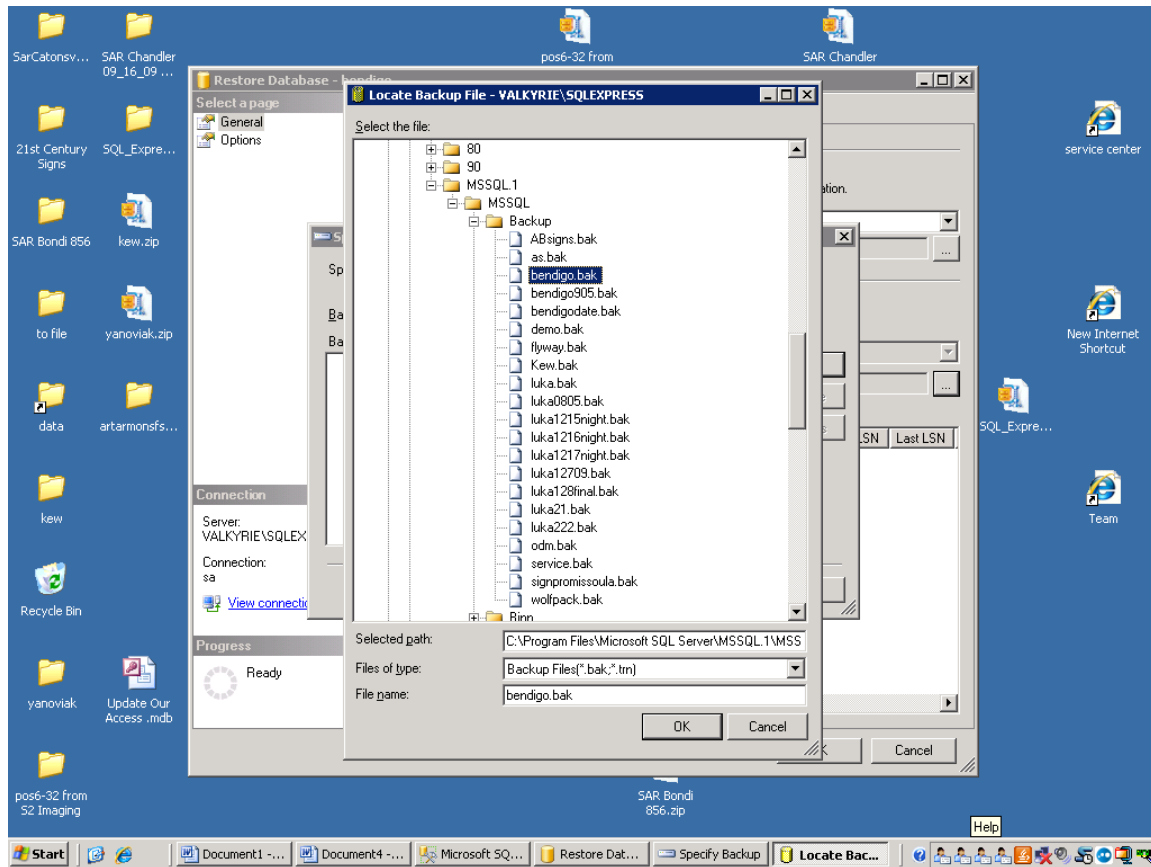 SarCatonsv...
SAR Chandler
09_16_09 ...
pos6-32 from
SAR Chandler
21st Century
Signs
SQL_Expre...
service center
SAR Bondi 856
kew.zip
to file
yanoviak.zip
New Internet
Shortcut
data
artarmonsfs...
SQL_Expre...
kew
Team
Recycle Bin
yanoviak
Update Our
Access .mdb
pos6-32 from
S2 Imaging
SAR Bondi
856.zip
Restore Database - bendigo
Select a page
General
Options
Connection
Server:
VALKYRIE\SQLEX
Connection:
sa
View connecti
Progress
Ready
ation.
...
...
LSN
Last LSN
Cancel
Sp
Ba
Ba
Locate Backup File - VALKYRIE\SQLEXPRESS
Select the file:
80
90
MSSQL.1
MSSQL
Backup
ABsigns.bak
as.bak
bendigo.bak
bendigo905.bak
bendigodate.bak
demo.bak
flyway.bak
Kew.bak
luka.bak
luka0805.bak
luka1215night.bak
luka1216night.bak
luka1217night.bak
luka12709.bak
luka128final.bak
luka21.bak
luka222.bak
odm.bak
service.bak
signpromissoula.bak
wolfpack.bak
Binn
Selected path:
C:\Program Files\Microsoft SQL Server\MSSQL.1\MSS
Files of type:
Backup Files(*.bak;*.trn)
File name:
bendigo.bak
OK
Cancel
Help
Start
Document1 -...
Document4 -...
Microsoft SQ...
Restore Dat...
Specify Backup
Locate Bac...